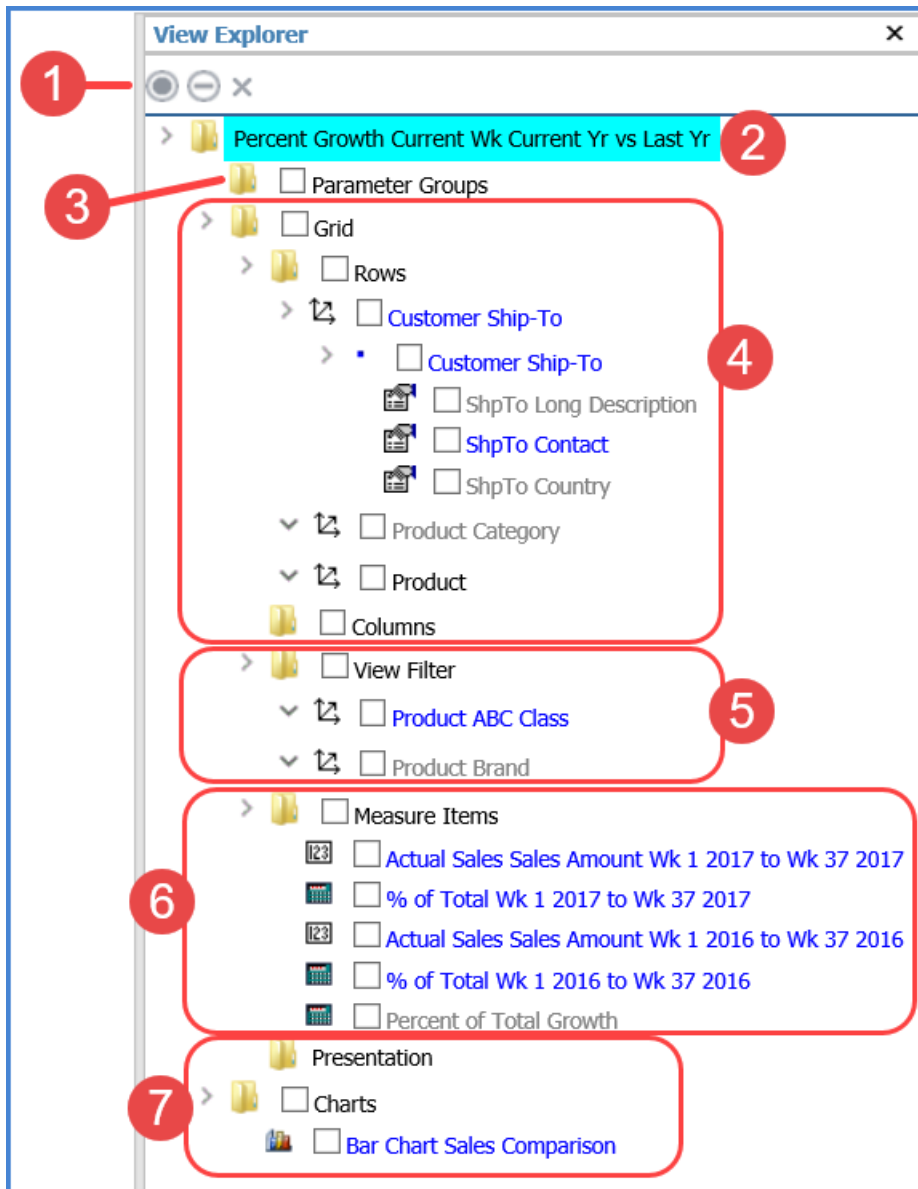 View Explorer
1
Percent Growth Current Wk Current Yr vs Last Yr
2
3
Parameter Groups
Grid
Rows
Customer Ship-To
4
Customer Ship-To
ShpTo Long Description
ShpTo Contact
ShpTo Country
Product Category
Product
Columns
View Filter
Product ABC Class
5
Product Brand
Measure Items
123 Actual Sales Sales Amount Wk 1 2017 to Wk 37 2017
6
% of Total Wk 1 2017 to Wk 37 2017
123 Actual Sales Sales Amount Wk 1 2016 to Wk 37 2016
% of Total Wk 1 2016 to Wk 37 2016
Percent of Total Growth
Presentation
7
Charts
Bar Chart Sales Comparison